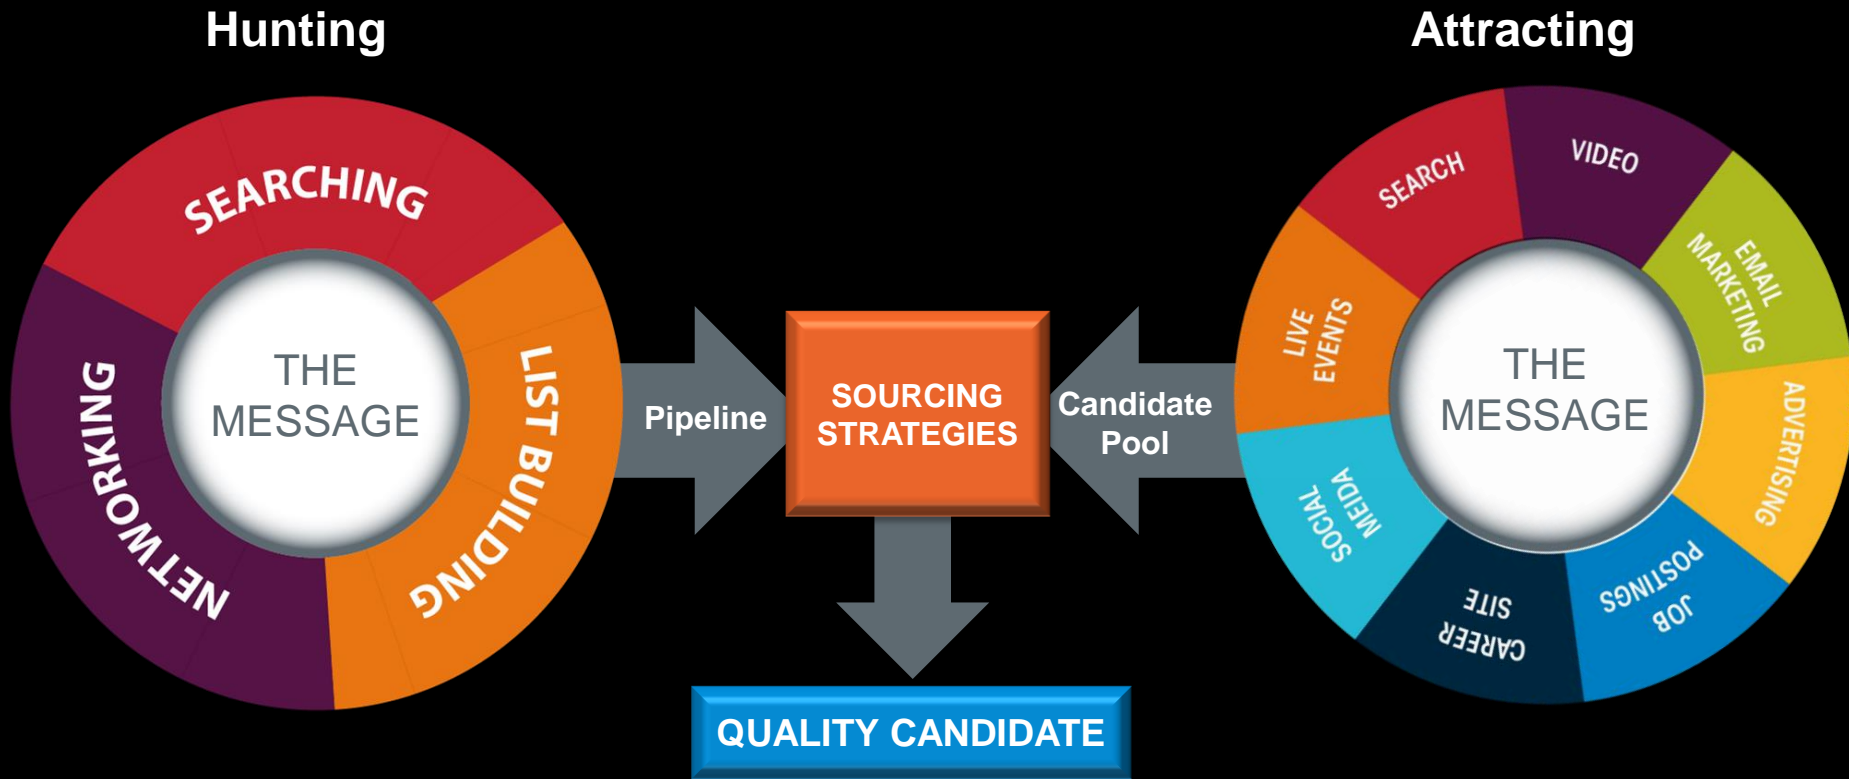 Hunting
Attracting
SEARCHING
LIST BUILDING
NETWORKING
THE
MESSAGE
Pipeline
SOURCING
STRATEGIES
Candidate
Pool
SEARCH
VIDEO
EMAIL
MARKETING
ADVERTISING
JOB
POSTINGS
CAREER
SITE
SOCIAL
MEIDA
LIVE
EVENTS
THE
MESSAGE
QUALITY CANDIDATE